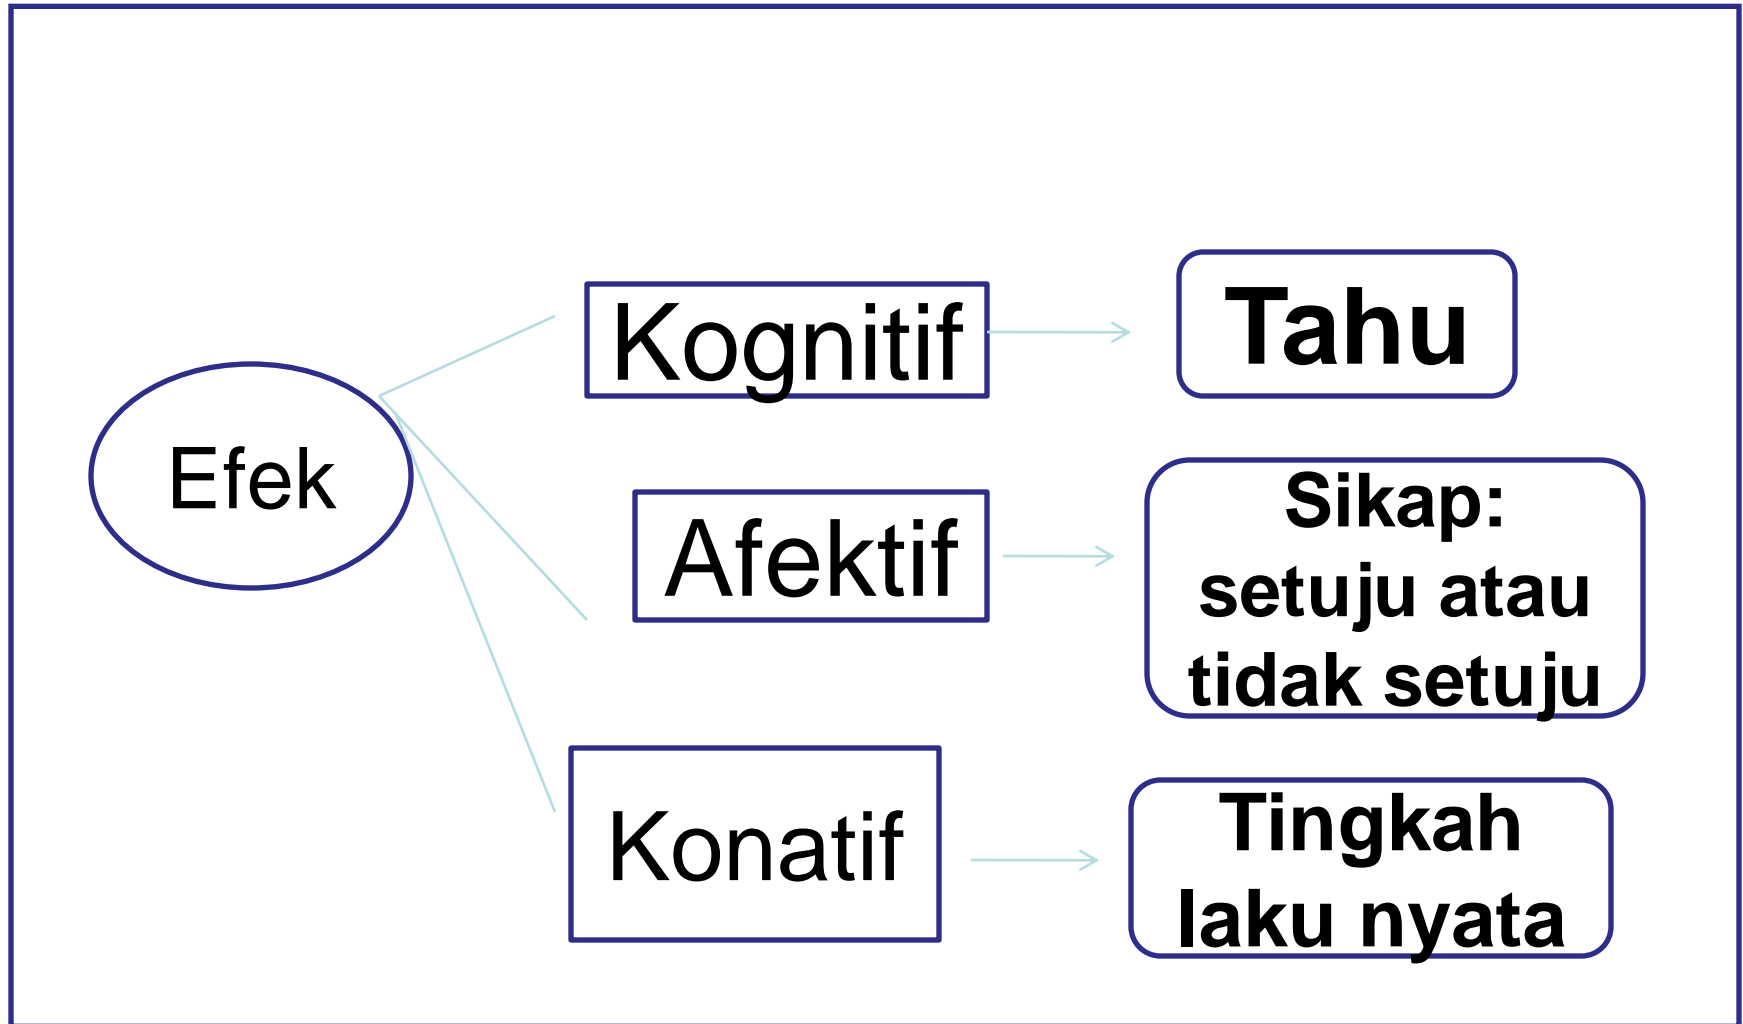 Efek
Kognitif
Tahu
Afektif
Sikap:
setuju atau
tidak setuju
Konatif
Tingkah
laku nyata